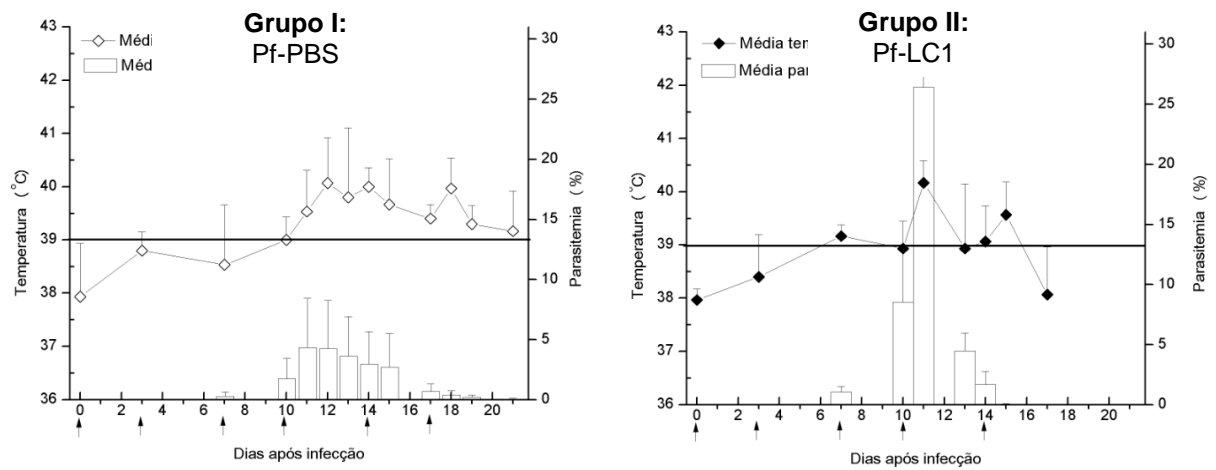 Grupo I:
Pf-PBS
Médi
Méd
Temperatura (°C)
43
42
41
40
39
38
37
36
Parasitemia (%)
30
25
20
15
10
5
0
0 2 4 6 8 10 12 14 16 18 20
Dias após infecção
Grupo II:
Pf-LC1
Média te
Média pa
Temperatura (°C)
43
42
41
40
39
38
37
36
Parasitemia (%)
30
25
20
15
10
5
0
0 2 4 6 8 10 12 14 16 18 20
Dias após infecção